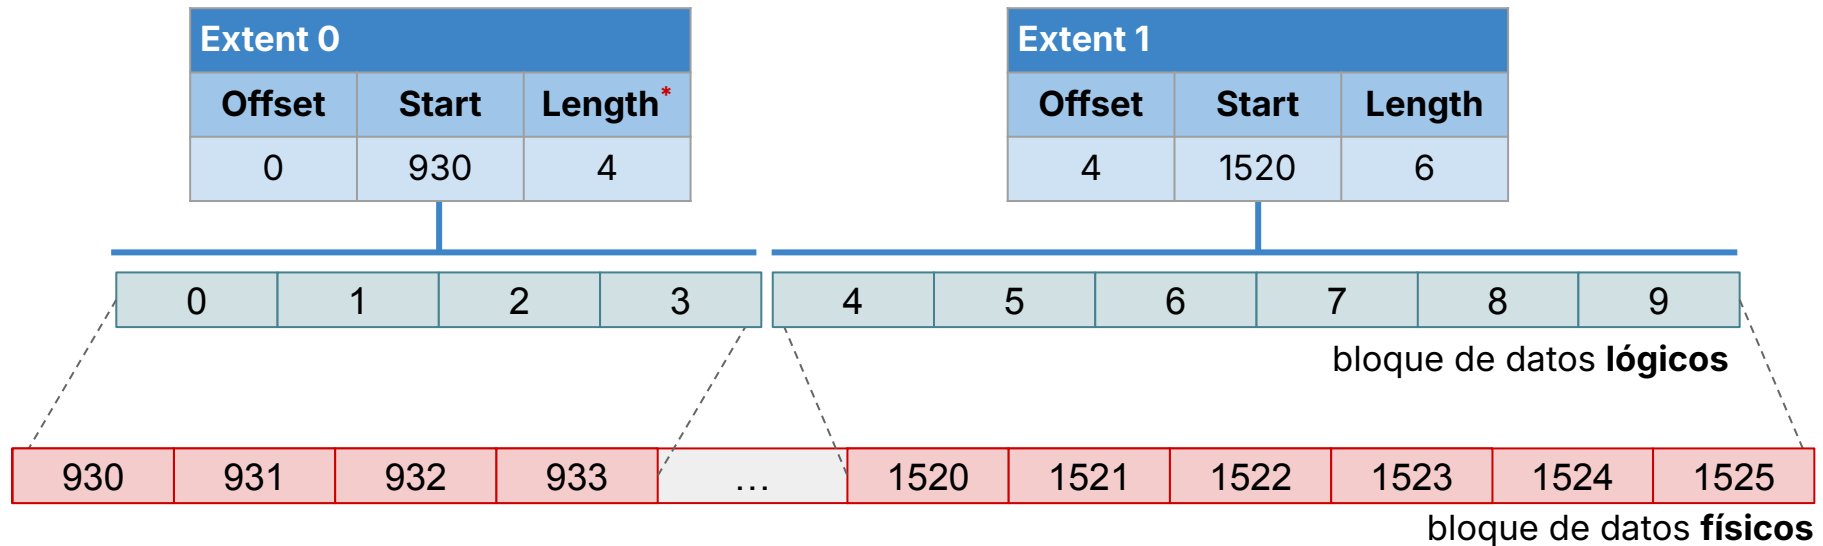 Extent 0 Extent 1
Offset Start Length* Offset Start Length
0 930 4 4 1520 6
0 1 2 3 4 5 6 7 8 9
bloque de datos lógicos
930 931 932 933 … 1520 1521 1522 1523 1524 1525
bloque de datos físicos